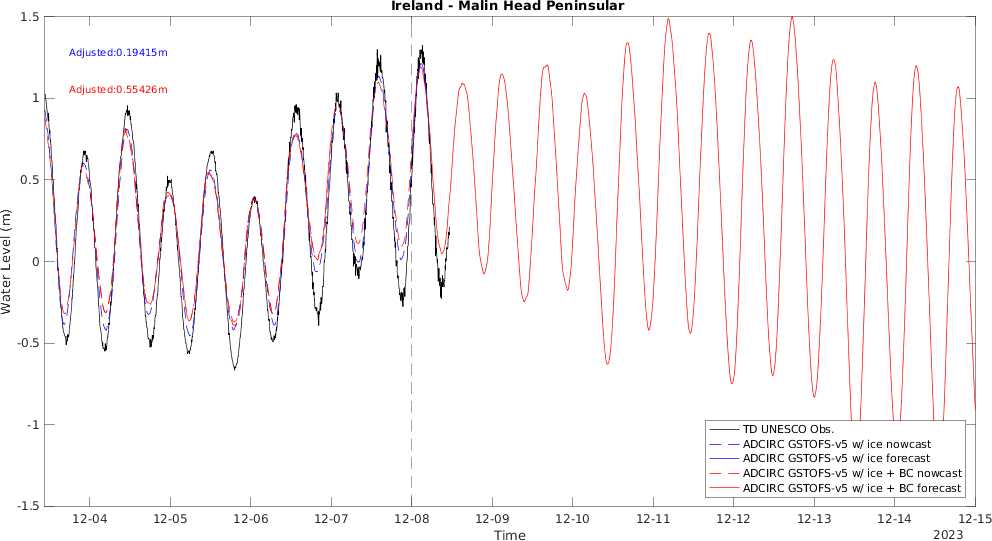 Ireland - Malin Head Peninsular
1.5
Adjusted:0.19415m
Adjusted:0.55426m
1
0.5
0
-0.5
-1
-1.5
Water Level (m)
TD UNESCO Obs.
ADCIRC GSTOFS-v5 w/ ice nowcast
ADCIRC GSTOFS-v5 w/ ice forecast
ADCIRC GSTOFS-v5 w/ ice + BC nowcast
ADCIRC GSTOFS-v5 w/ ice + BC forecast
12-04 12-05 12-06 12-07 12-08 12-09 12-10 12-11 12-12 12-13 12-14 12-15
Time
2023